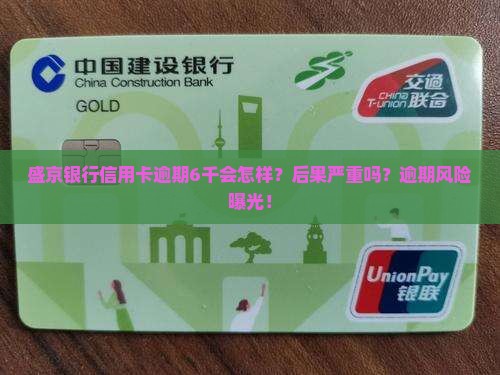 中国建设银行
China Construction Bank
GOLD
交通
联合
CHINA
T-UNION
盛京银行信用卡逾期6千会怎样？后果严重吗？逾期风险
曝光！
UnionPay
银联